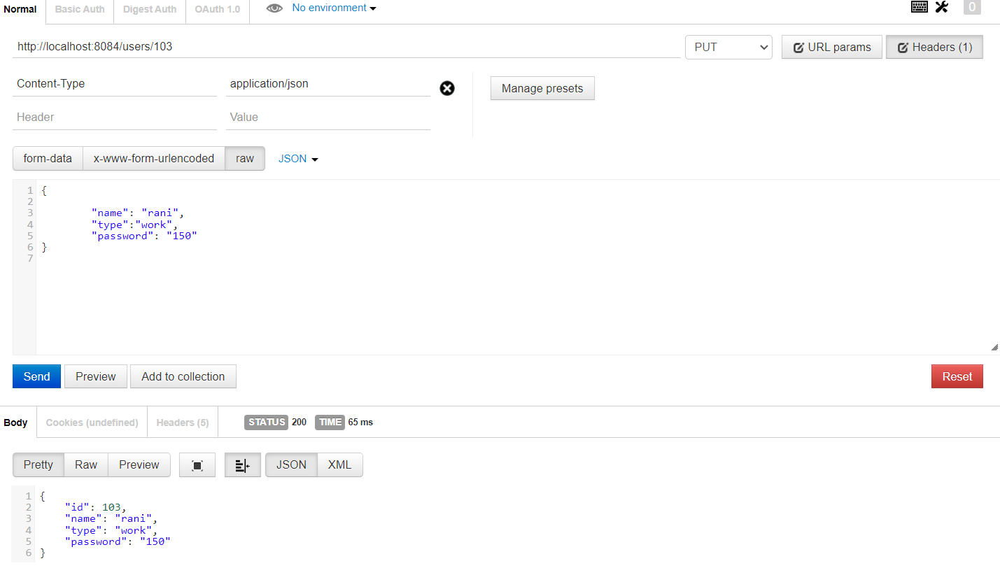 Normal Basic Auth Digest Auth OAuth 1.0 No environment 0
http://localhost:8084/users/103 PUT URL params Headers (1)
Content-Type application/json Manage presets
Header Value
form-data x-www-form-urlencoded raw JSON
1 {
2
3 "name": "rani",
4 "type":"work",
5 "password": "150"
6 }
7
Send Preview Add to collection Reset
Body Cookies (undefined) Headers (5) STATUS 200 TIME 65 ms
Pretty Raw Preview JSON XML
1 {
2 "id": 103,
3 "name": "rani",
4 "type": "work",
5 "password": "150"
6 }